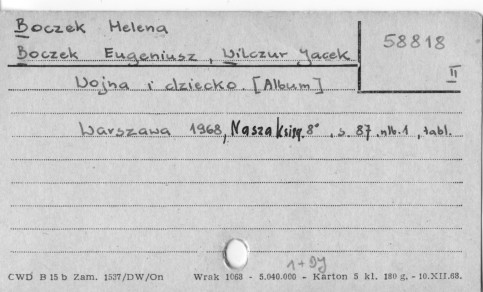 Boczek Helena
58818
Boczek Eugeniusz, Wilczur Jacek
II
Wojna i dziecko. [Album]
Warszawa 1968, Nasza Księg. 8° , s. 87, nlb. 1, tabl.
1+DJ
CWD B 15 b Zam. 1537/DW/On Wrak 1068 - 5.040.000 - Karton 5 kl. 180 g. - 10.XII.68.